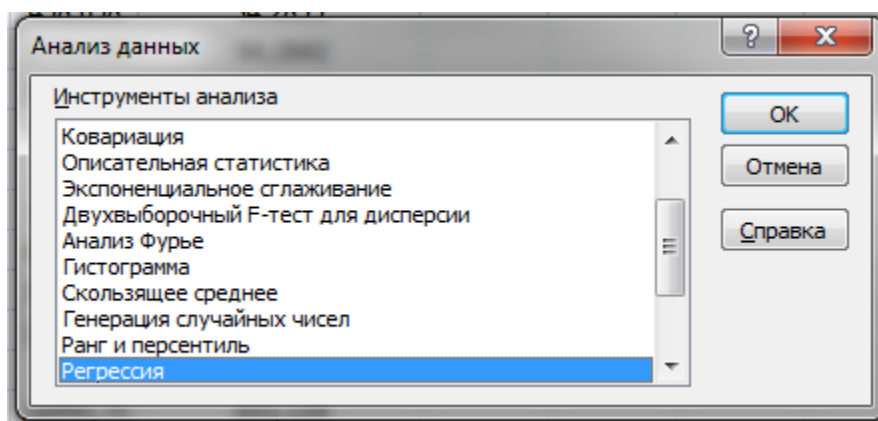 Анализ данных
Инструменты анализа
Ковариация
Описательная статистика
Экспоненциальное сглаживание
Двухвыборочный F-тест для дисперсии
Анализ Фурье
Гистограмма
Скользящее среднее
Генерация случайных чисел
Ранг и персентиль
Регрессия
ОК
Отмена
Справка